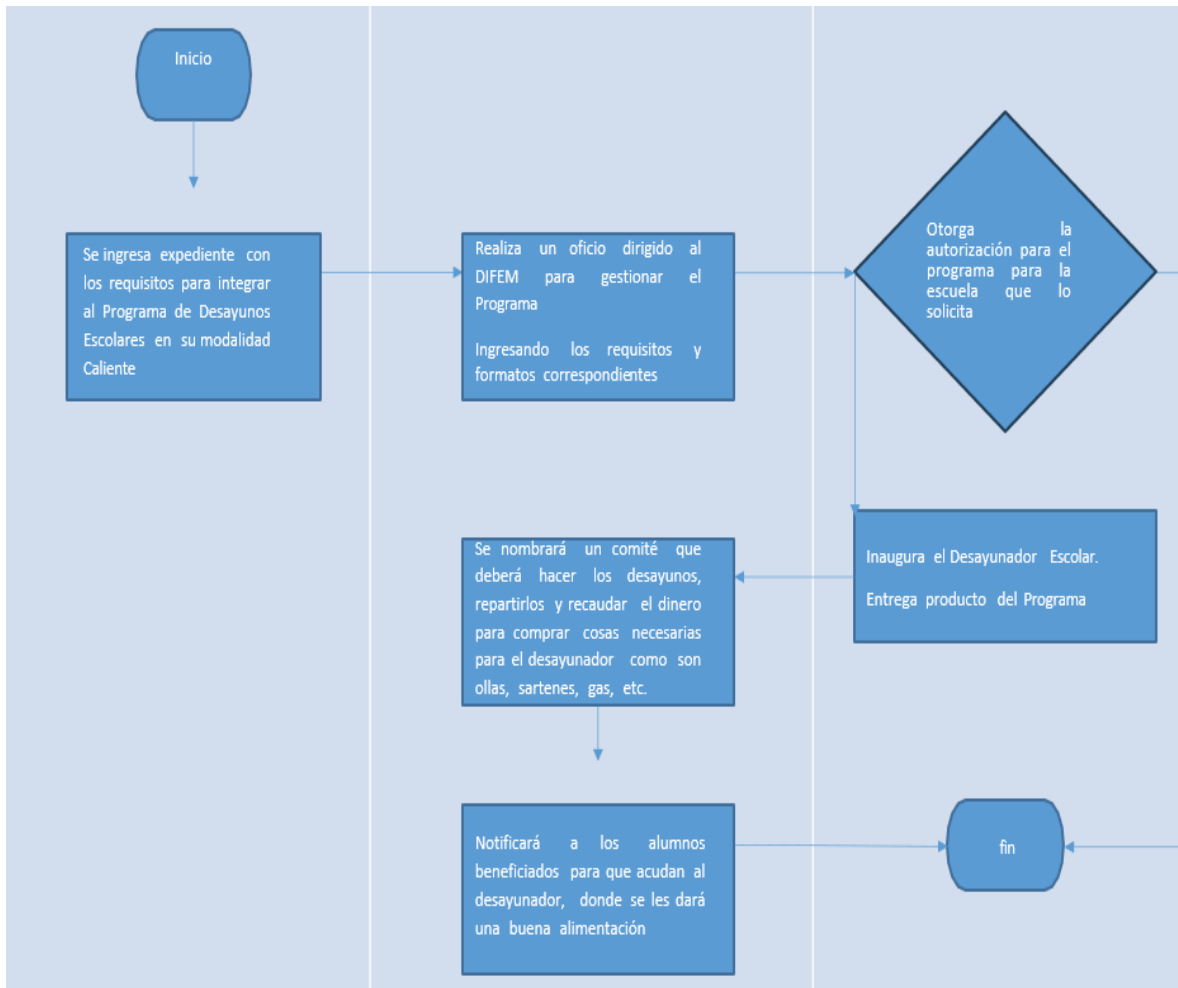 Inicio
Se ingresa expediente con
los requisitos para integrar
al Programa de Desayunos
Escolares en su modalidad
Caliente
Realiza un oficio dirigido al
DIFEM para gestionar el
Programa
Ingresando los requisitos y
formatos correspondientes
Otorga la
autorización para el
programa para la
escuela que lo
solicita
Inaugura el Desayunador Escolar.
Entrega producto del Programa
Se nombrará un comité que
deberá hacer los desayunos,
repartirlos y recaudar el dinero
para comprar cosas necesarias
para el desayunador como son
ollas, sartenes, gas, etc.
Notificará a los alumnos
beneficiados para que acudan al
desayunador, donde se les dará
una buena alimentación
fin